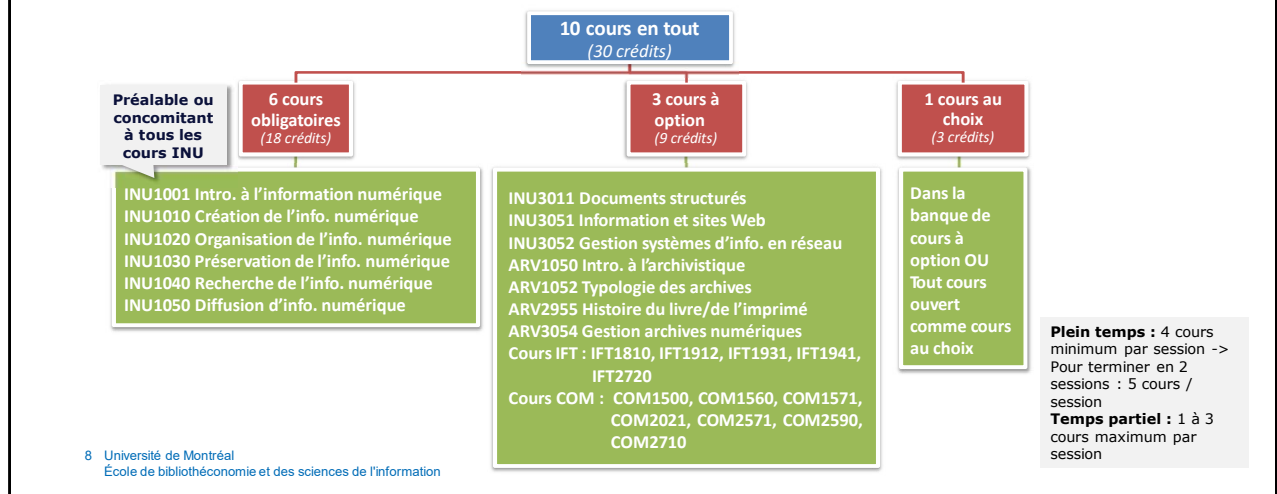 10 cours en tout
(30 crédits)
Préalable ou
concomitant
à tous les
cours INU
6 cours
obligatoires
(18 crédits)
3 cours à
option
(9 crédits)
1 cours au
choix
(3 crédits)
INU1001 Intro. à l’information numérique
INU1010 Création de l’info. numérique
INU1020 Organisation de l’info. numérique
INU1030 Préservation de l’info. numérique
INU1040 Recherche de l’info. numérique
INU1050 Diffusion d’info. numérique
INU3011 Documents structurés
INU3051 Information et sites Web
INU3052 Gestion systèmes d’info. en réseau
ARV1050 Intro. à l’archivistique
ARV1052 Typologie des archives
ARV2955 Histoire du livre/de l’imprimé
ARV3054 Gestion archives numériques
Cours IFT : IFT1810, IFT1912, IFT1931, IFT1941,
IFT2720
Cours COM : COM1500, COM1560, COM1571,
COM2021, COM2571, COM2590,
COM2710
Dans la
banque de
cours à
option OU
Tout cours
ouvert
comme cours
au choix
Plein temps : 4 cours
minimum par session ->
Pour terminer en 2
sessions : 5 cours /
session
Temps partiel : 1 à 3
cours maximum par
session
8 Université de Montréal
École de bibliothéconomie et des sciences de l'information